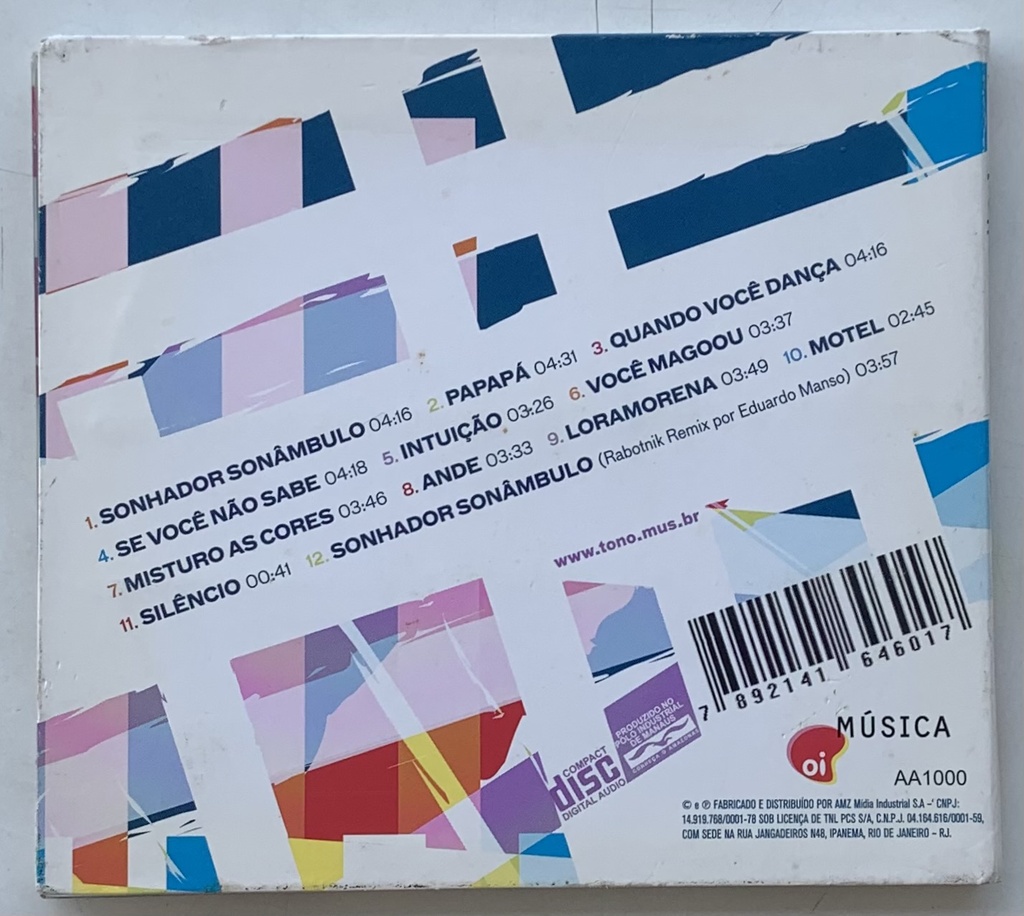 1. SONHADOR SONÂMBULO 04:16 2. PAPAPÁ 04:31 3. QUANDO VOCÊ DANÇA 04:16
4. SE VOCÊ NÃO SABE 04:18 5. INTUIÇÃO 03:26 6. VOCÊ MAGOOU 03:37
7. MISTURO AS CORES 03:46 8. ANDE 03:33 9. LORAMORENA 03:49 10. MOTEL 02:45
11. SILÊNCIO 00:41 12. SONHADOR SONÂMBULO (Rabotnik Remix por Eduardo Manso) 03:57
www.tono.mus.br
7 892141 646017
COMPACT
disc
DIGITAL AUDIO
PRODUZIDO NO
PÓLO INDUSTRIAL
DE MANAUS
CONHEÇA O AMAZONAS
oi MÚSICA
AA1000
© e ℗ FABRICADO E DISTRIBUÍDO POR AMZ Mídia Industrial S.A –' CNPJ:
14.919.768/0001-78 SOB LICENÇA DE TNL PCS S/A, C.N.P.J. 04.164.616/0001-59,
COM SEDE NA RUA JANGADEIROS N48, IPANEMA, RIO DE JANEIRO – RJ.